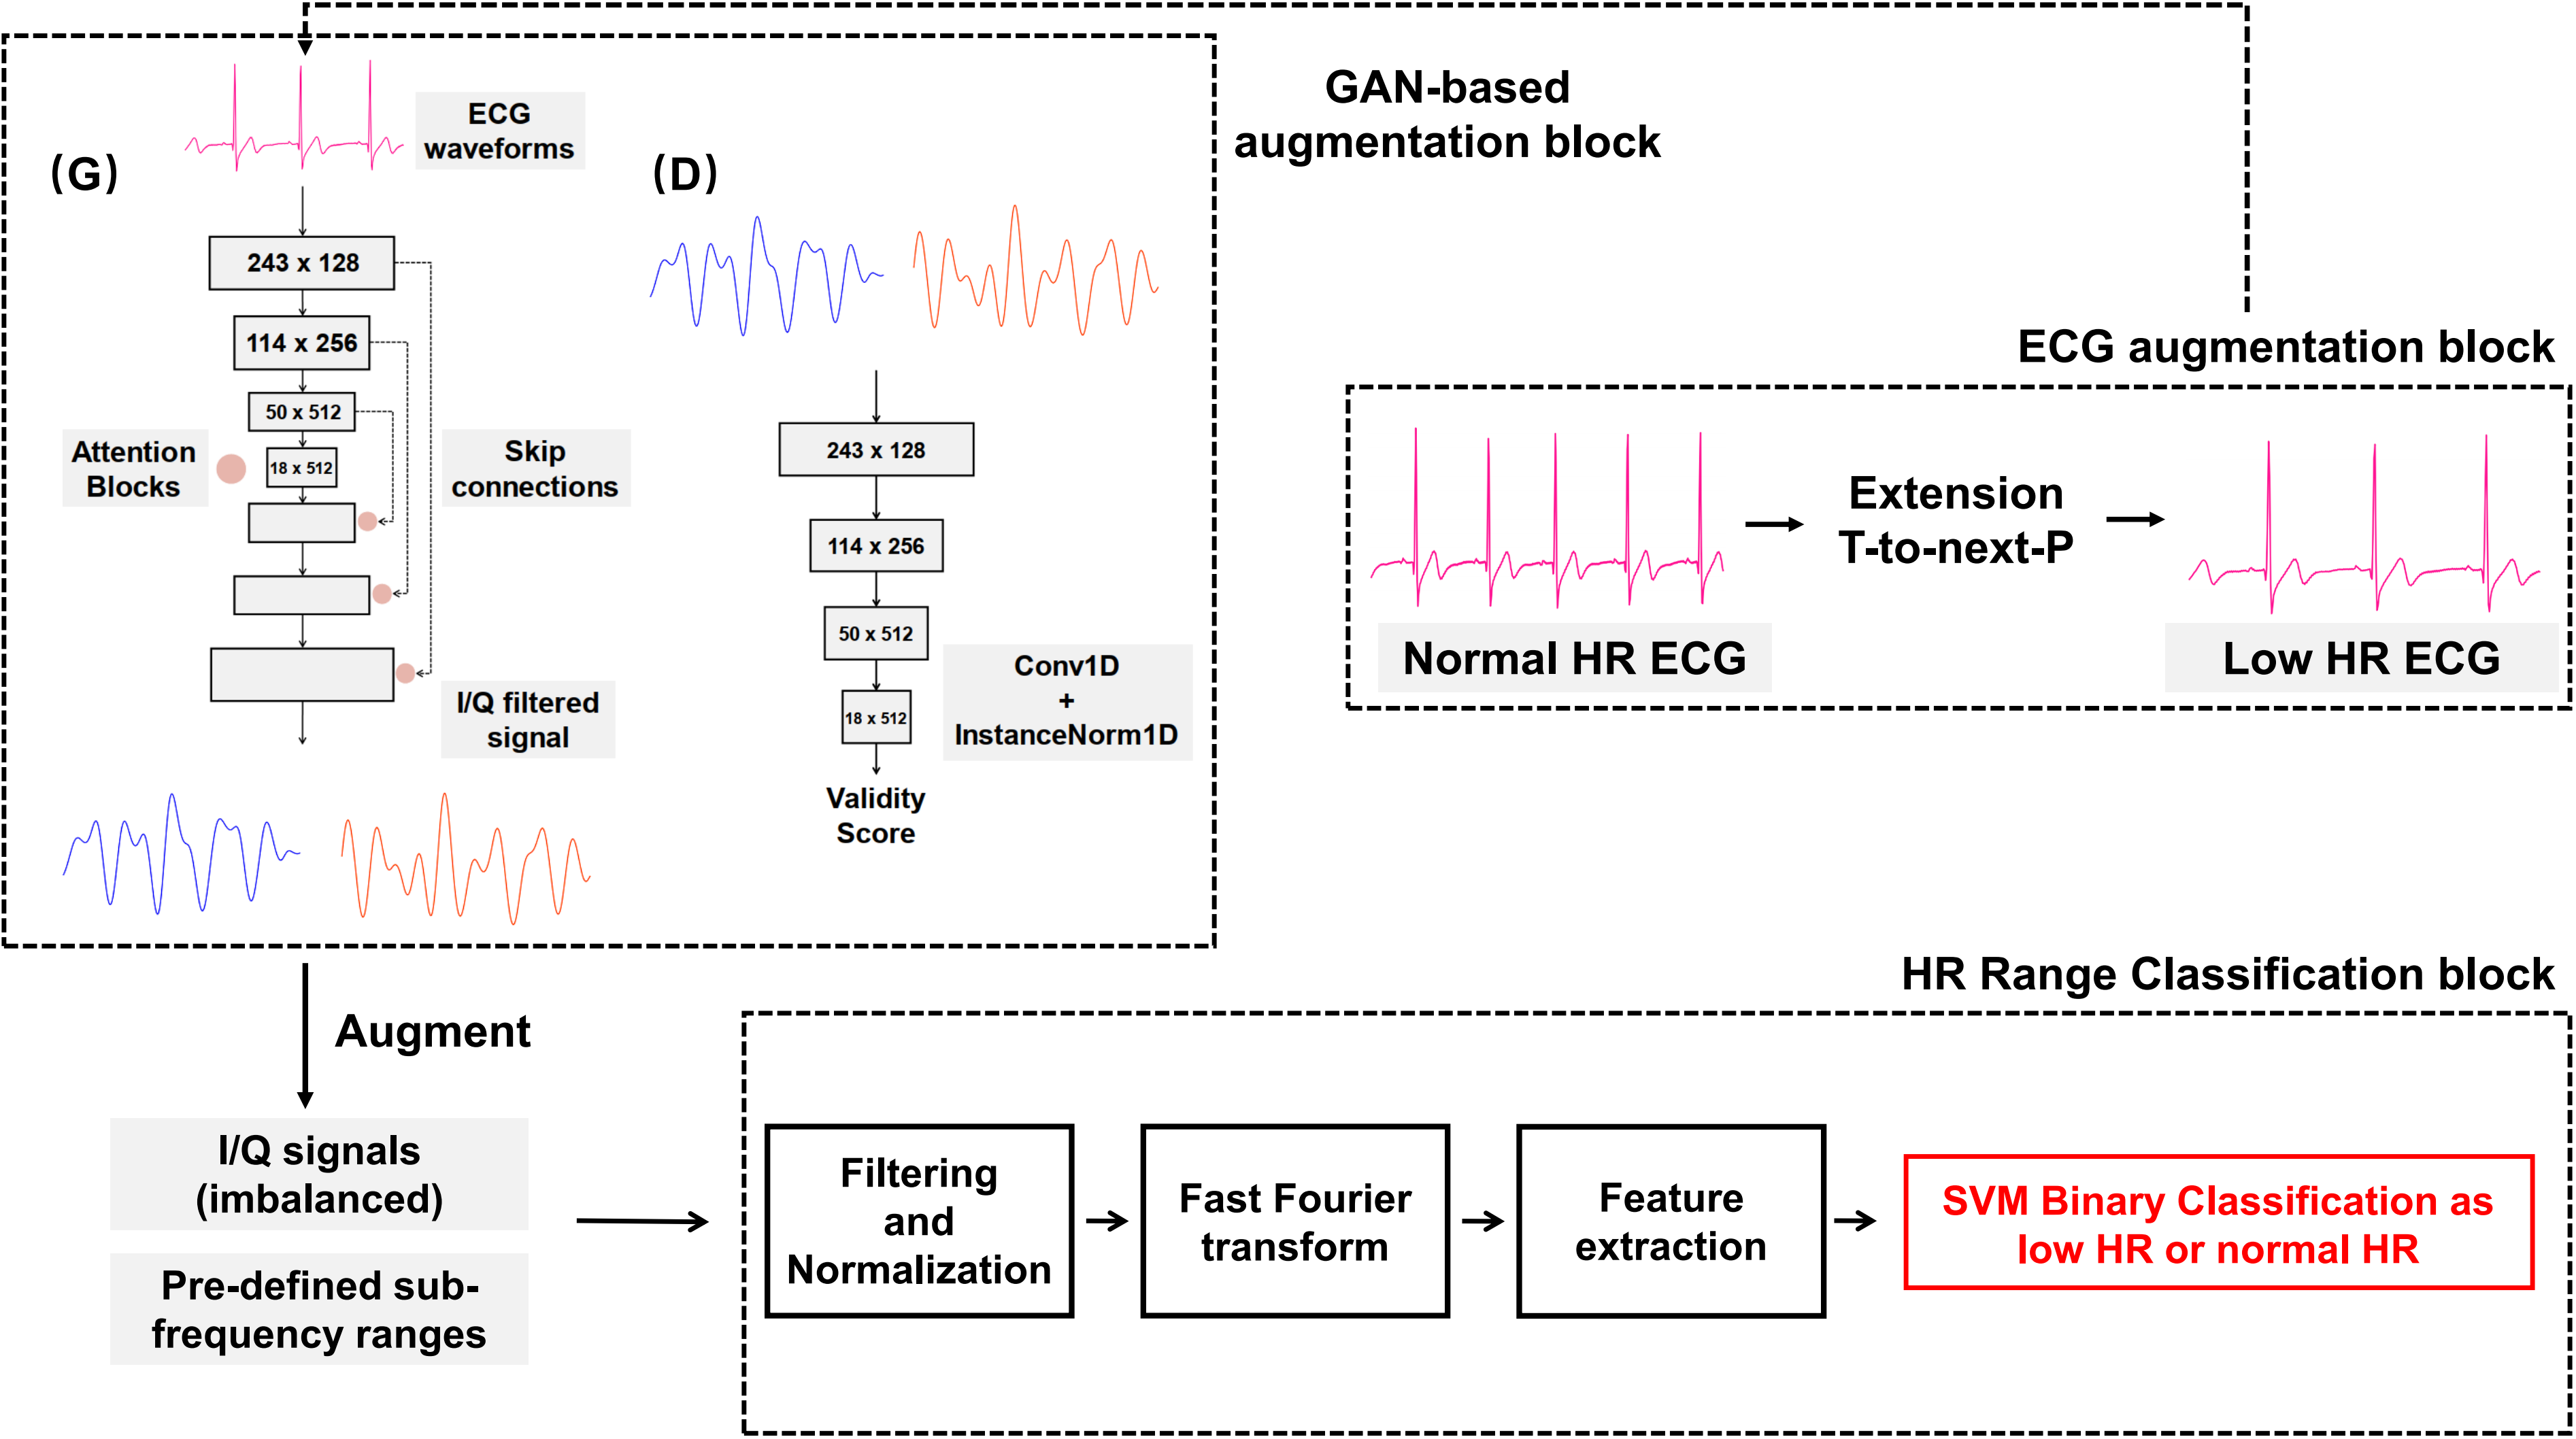 GAN-based
augmentation block
(G)
ECG
waveforms
243 x 128
114 x 256
50 x 512
18 x 512
Attention
Blocks
Skip
connections
I/Q filtered
signal
(D)
243 x 128
114 x 256
50 x 512
18 x 512
Conv1D
+
InstanceNorm1D
Validity
Score
ECG augmentation block
Normal HR ECG
Extension
T-to-next-P
Low HR ECG
Augment
I/Q signals
(imbalanced)
Pre-defined sub-
frequency ranges
HR Range Classification block
Filtering
and
Normalization
Fast Fourier
transform
Feature
extraction
SVM Binary Classification as
low HR or normal HR